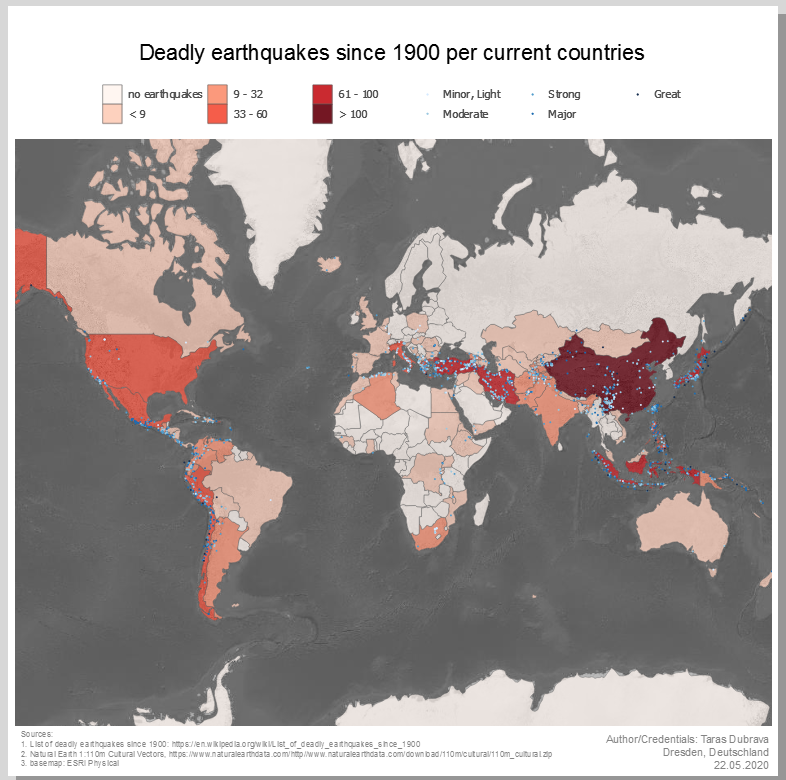 Deadly earthquakes since 1900 per current countries
no earthquakes
9 - 32
61 - 100
Minor, Light
Strong
Great
< 9
33 - 60
> 100
Moderate
Major
Sources:
1. List of deadly earthquakes since 1900: https://en.wikipedia.org/wiki/List_of_deadly_earthquakes_since_1900
2. Natural Earth 1:110m Cultural Vectors, https://www.naturalearthdata.com/http//www.naturalearthdata.com/download/110m/cultural/110m_cultural.zip
3. basemap: ESRI Physical
Author/Credentials: Taras Dubrava
Dresden, Deutschland
22.05.2020